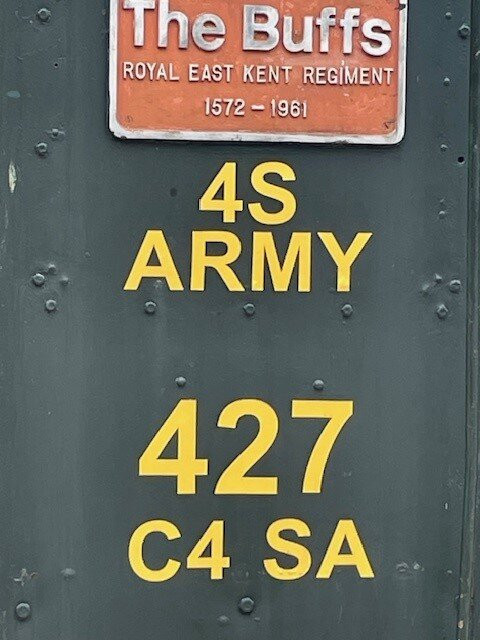 The Buffs
ROYAL EAST KENT REGIMENT
1572 - 1961
4S
ARMY
427
C4 SA